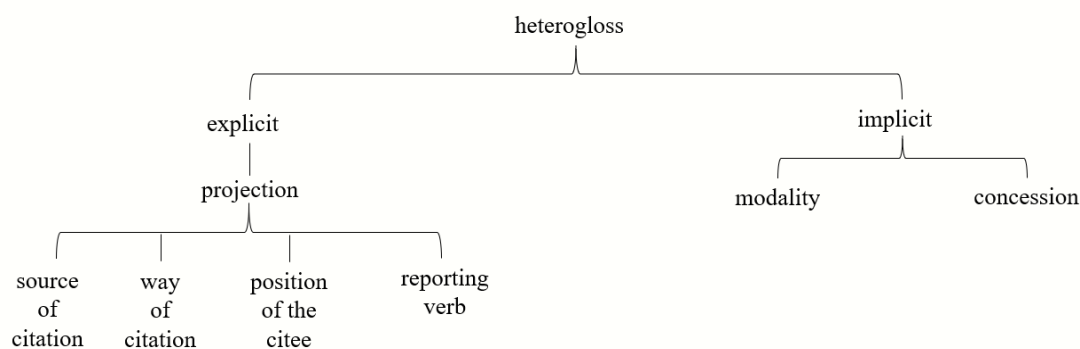 heterogloss
explicit
implicit
projection
modality
concession
source
of
citation
way
of
citation
position
of the
citee
reporting
verb